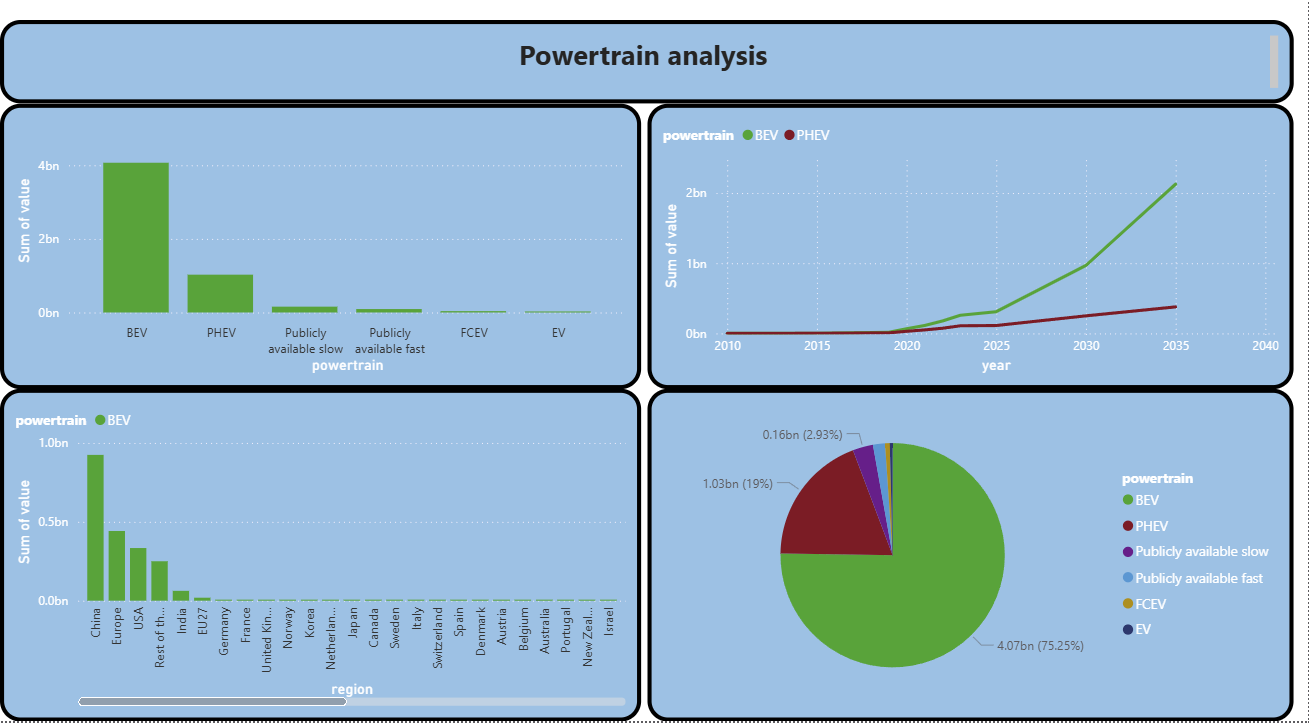 Powertrain analysis
Sum of value
4bn
2bn
0bn
BEV
PHEV
Publicly available slow
Publicly available fast
FCEV
EV
powertrain
powertrain BEV PHEV
Sum of value
2bn
1bn
0bn
2010 2015 2020 2025 2030 2035 2040
year
powertrain BEV
Sum of value
1.0bn
0.5bn
0.0bn
China
Europe
USA
Rest of th...
India
EU27
Germany
France
United Kin...
Norway
Korea
Netherlan...
Japan
Canada
Sweden
Italy
Switzerland
Spain
Denmark
Austria
Belgium
Australia
Portugal
New Zeal...
Israel
region
0.16bn (2.93%)
1.03bn (19%)
4.07bn (75.25%)
powertrain
BEV
PHEV
Publicly available slow
Publicly available fast
FCEV
EV